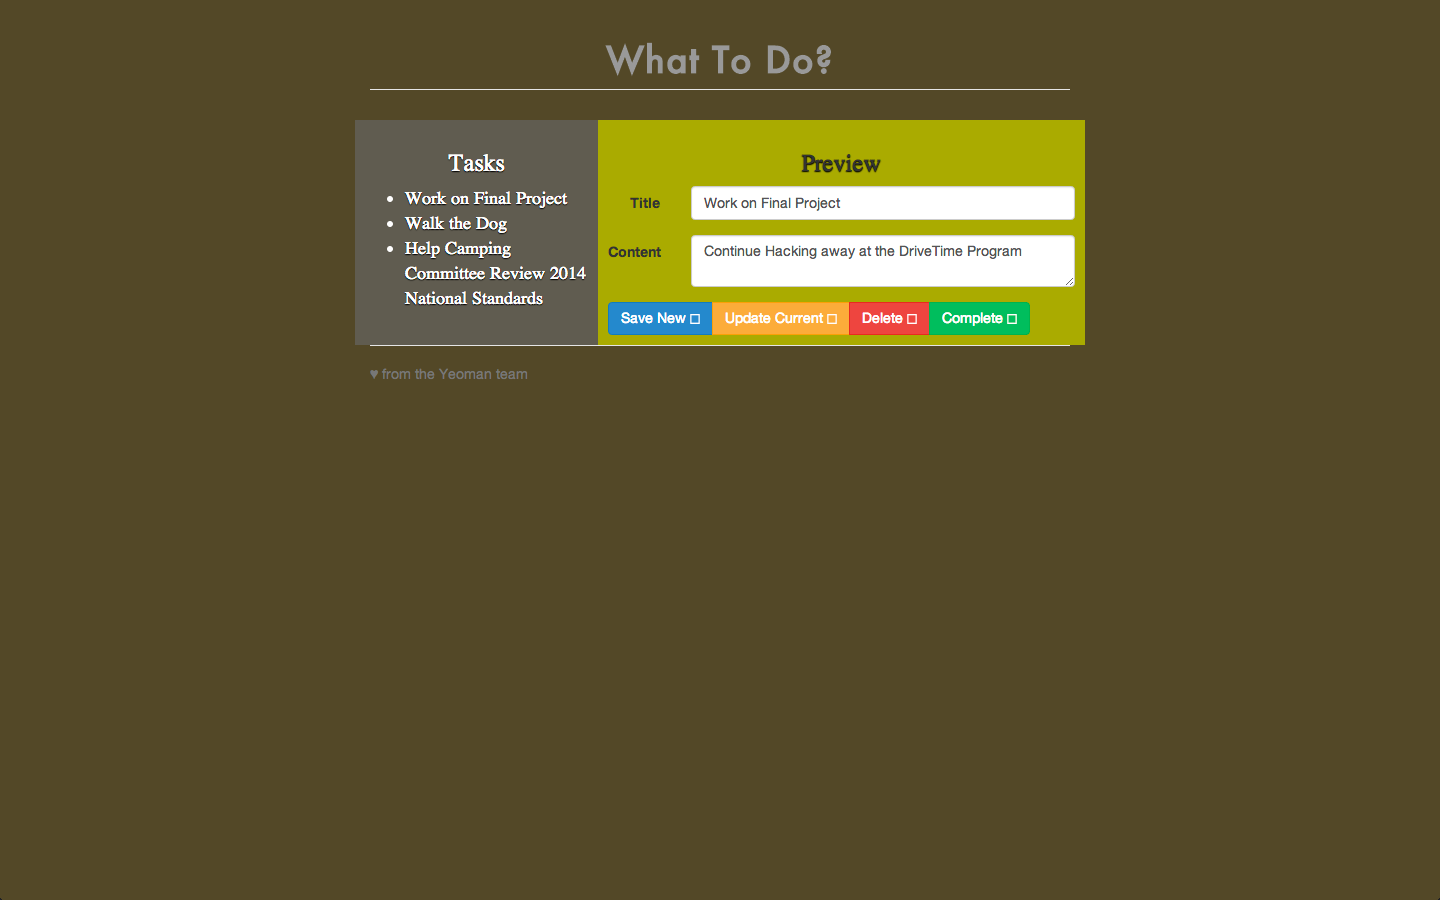 What To Do?
Tasks
Work on Final Project
Walk the Dog
Help Camping
Committee Review 2014
National Standards
Preview
Title
Work on Final Project
Content
Continue Hacking away at the DriveTime Program
Save New
Update Current
Delete
Complete
♥ from the Yeoman team